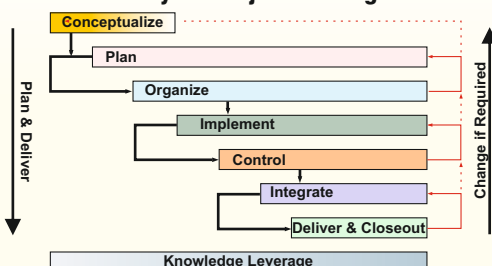 Conceptualize
Plan
Organize
Implement
Control
Integrate
Deliver & Closeout
Plan & Deliver
Change if Required
Knowledge Leverage